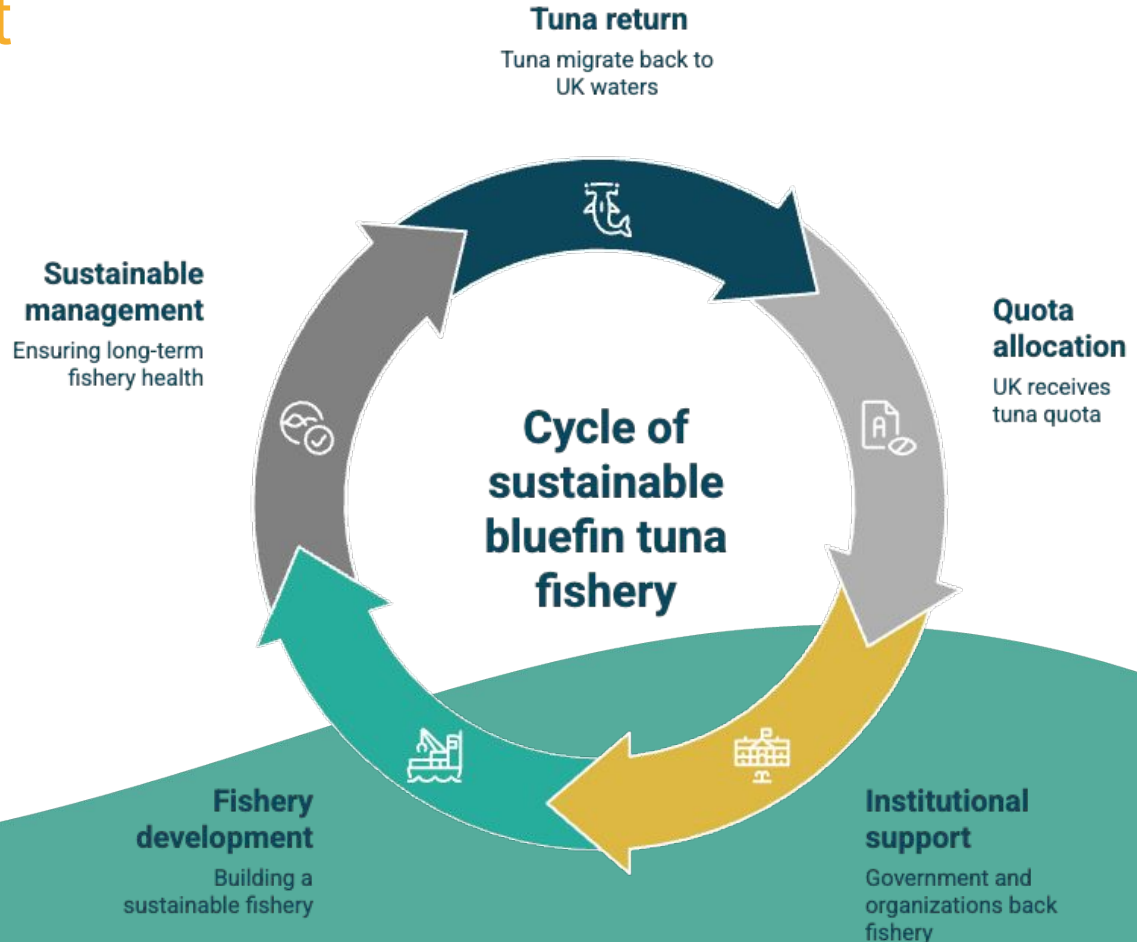 t
Tuna return
Tuna migrate back to
UK waters
Quota
allocation
UK receives
tuna quota
Institutional
support
Government and
organizations back
fishery
Fishery
development
Building a
sustainable fishery
Sustainable
management
Ensuring long-term
fishery health
Cycle of
sustainable
bluefin tuna
fishery
A